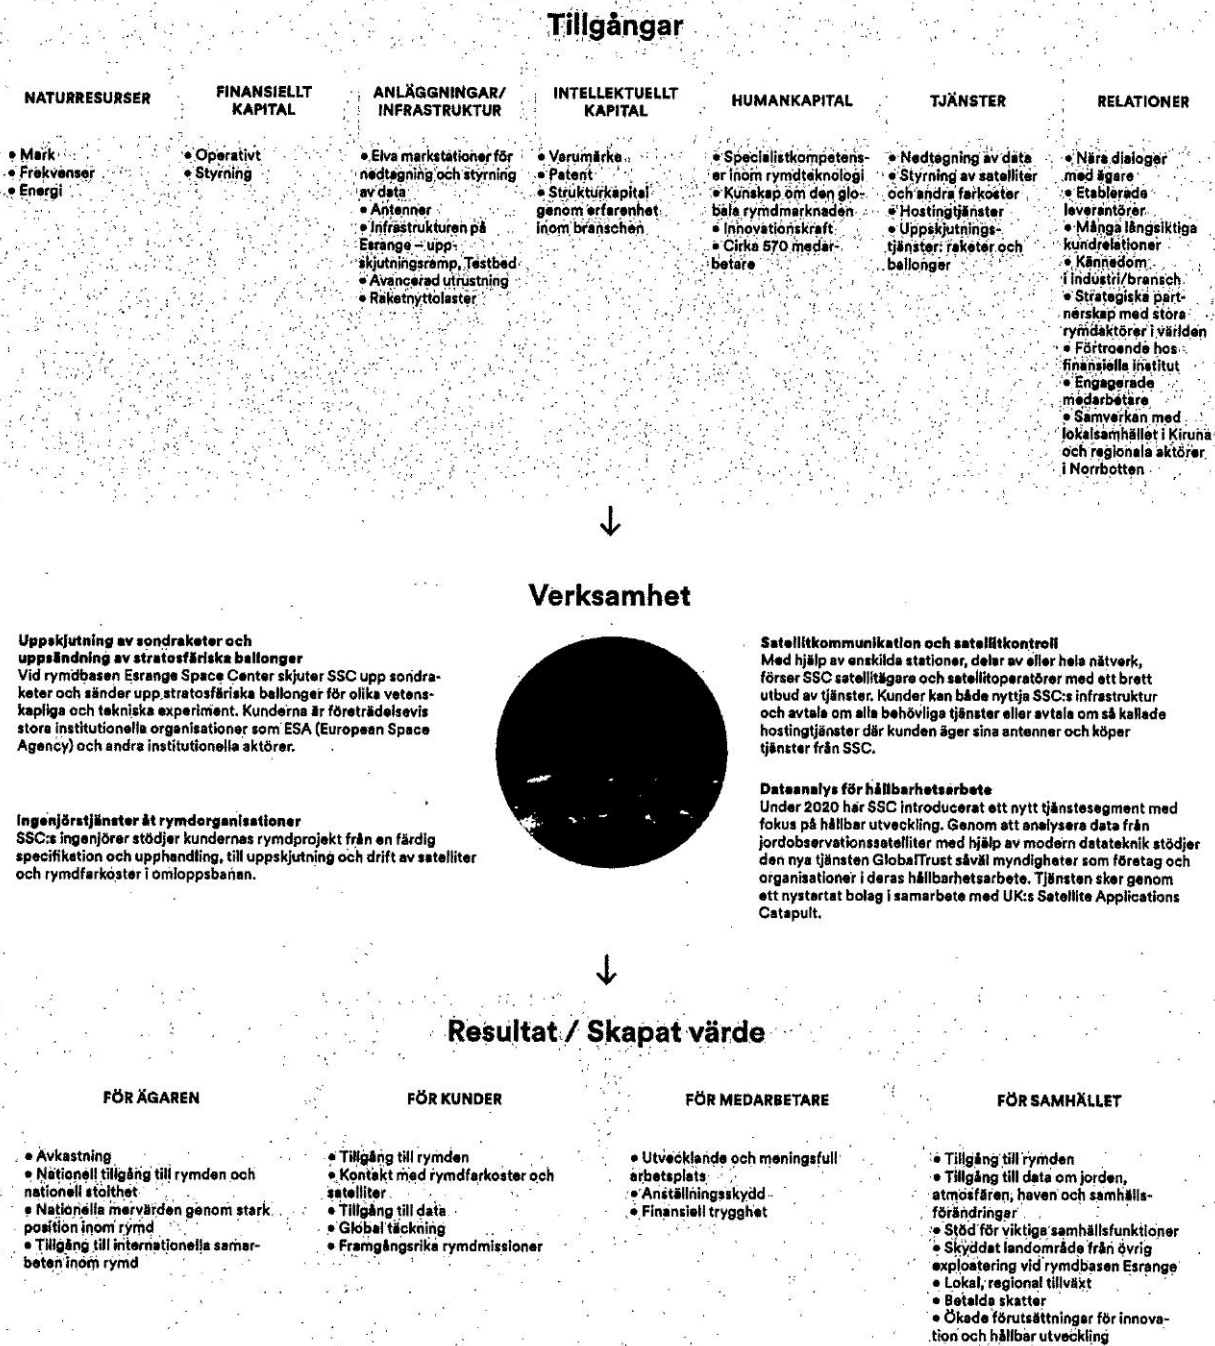 Tillgångar
NATURRESURSER
• Mark
• Frekvenser
• Energi
FINANSIELLT
KAPITAL
• Operativt
• Styrning
ANLÄGGNINGAR/
INFRASTRUKTUR
• Elva markstationer för
nedtagning och styrning
av data
• Antenner
• Infrastrukturen på
Esrange – upp-
skjutningsramp, Testbed
• Avancerad utrustning
• Raketnyttolaster
INTELLEKTUELLT
KAPITAL
• Varumärke
• Patent
• Strukturkapital
genom erfarenhet
inom branschen
HUMANKAPITAL
• Specialistkompetens-
er inom rymdteknologi
• Kunskap om den glo-
bala rymdmarknaden
• Innovationskraft
• Cirka 570 medar-
betare
TJÄNSTER
• Nedtagning av data
• Styrning av satelliter
och andra farkoster
• Hostingtjänster
• Uppskjutnings-
tjänster: raketer och
ballonger
RELATIONER
• Nära dialoger
med ägare
• Etablerade
leverantörer
• Många långsiktiga
kundrelationer
• Kännedom
i industri/bransch
• Strategiska part-
nerskap med stora
rymdaktörer i världen
• Förtroende hos
finansiella institut
• Engagerade
medarbetare
• Samverkan med
lokalsamhället i Kiruna
och regionala aktörer
i Norrbotten
↓
Verksamhet
Uppskjutning av sondraketer och
uppsändning av stratosfäriska ballonger
Vid rymdbasen Esrange Space Center skjuter SSC upp sondra-
keter och sänder upp stratosfäriska ballonger för olika vetens-
kapliga och tekniska experiment. Kunderna är företrädelsevis
stora institutionella organisationer som ESA (European Space
Agency) och andra institutionella aktörer.
Ingenjörstjänster åt rymdorganisationer
SSC:s ingenjörer stödjer kundernas rymdprojekt från en färdig
specifikation och upphandling, till uppskjutning och drift av satelliter
och rymdfarkoster i omloppsbanan.
Satellitkommunikation och satellitkontroll
Med hjälp av enskilda stationer, delar av eller hela nätverk,
förser SSC satellitägare och satellitoperatörer med ett brett
utbud av tjänster. Kunder kan både nyttja SSC:s infrastruktur
och avtala om alla behövliga tjänster eller avtala om så kallade
hostingtjänster där kunden äger sina antenner och köper
tjänster från SSC.
Dataanalys för hållbarhetsarbete
Under 2020 har SSC introducerat ett nytt tjänstesegment med
fokus på hållbar utveckling. Genom att analysera data från
jordobservationssatelliter med hjälp av modern datateknik stödjer
den nya tjänsten GlobalTrust såväl myndigheter som företag och
organisationer i deras hållbarhetsarbete. Tjänsten sker genom
ett nystartat bolag i samarbete med UK:s Satellite Applications
Catapult.
↓
Resultat / Skapat värde
FÖR ÄGAREN
• Avkastning
• Nationell tillgång till rymden och
nationell stolthet
• Nationella mervärden genom stark
position inom rymd
• Tillgång till internationella samar-
beten inom rymd
FÖR KUNDER
• Tillgång till rymden
• Kontakt med rymdfarkoster och
satelliter
• Tillgång till data
• Global täckning
• Framgångsrika rymdmissioner
FÖR MEDARBETARE
• Utvecklande och meningsfull
arbetsplats
• Anställningsskydd
• Finansiell trygghet
FÖR SAMHÄLLET
• Tillgång till rymden
• Tillgång till data om jorden,
atmosfären, haven och samhälls-
förändringar
• Stöd för viktiga samhällsfunktioner
• Skyddat landområde från övrig
exploatering vid rymdbasen Esrange
• Lokal, regional tillväxt
• Betalda skatter
• Ökade förutsättningar för innova-
tion och hållbar utveckling